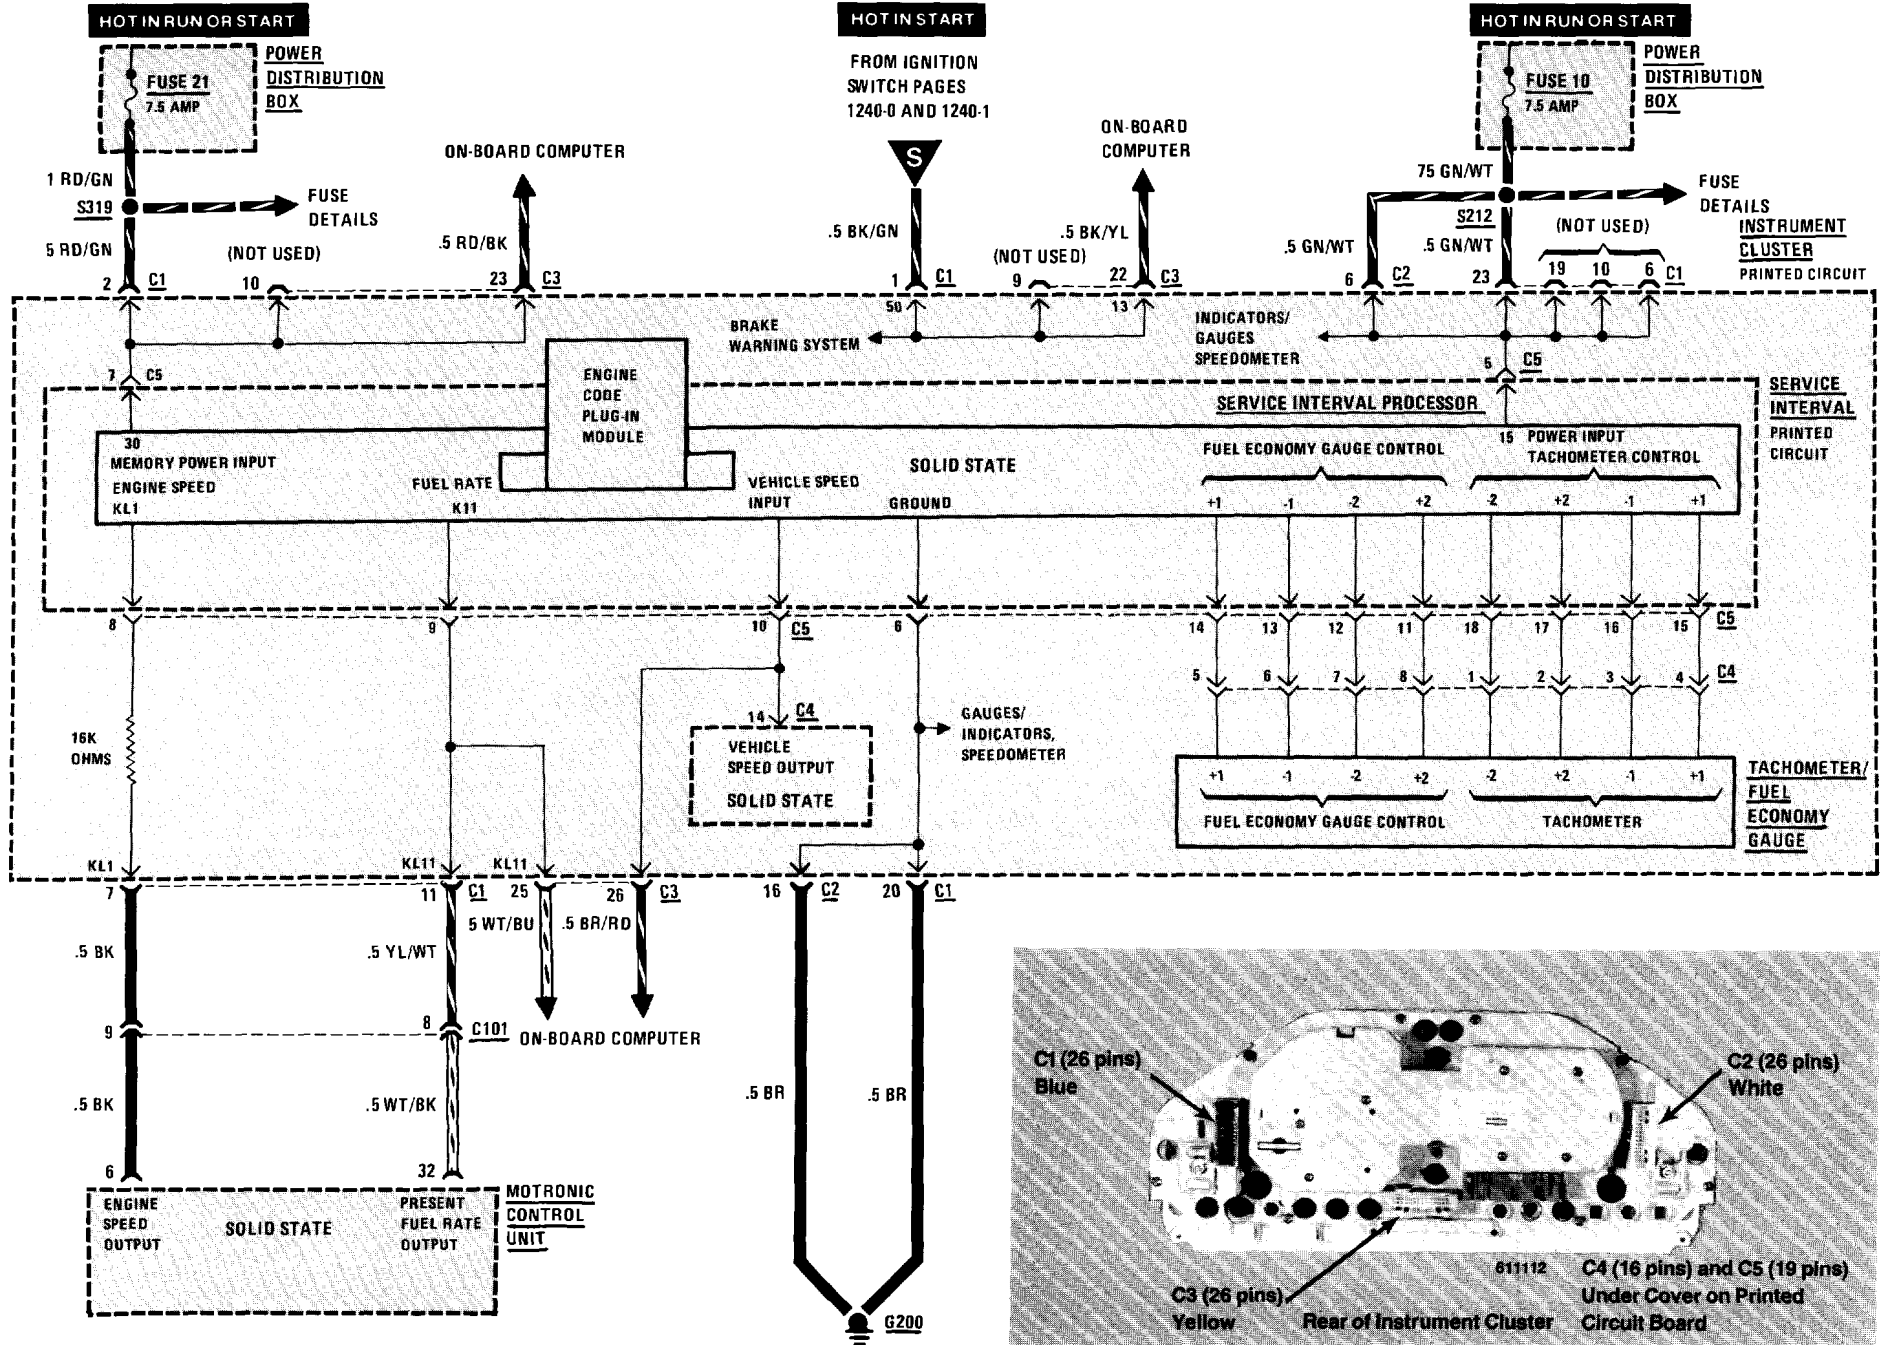 HOT IN RUN OR START
HOT IN START
HOT IN RUN OR START
POWER
DISTRIBUTION
BOX
FUSE 21
7.5 AMP
FROM IGNITION
SWITCH PAGES
1240-0 AND 1240-1
POWER
DISTRIBUTION
BOX
FUSE 10
7.5 AMP
ON-BOARD COMPUTER
S
ON-BOARD
COMPUTER
1 RD/GN
S319
FUSE
DETAILS
5 RD/GN
(NOT USED)
.5 RD/BK
.5 BK/GN
(NOT USED)
.5 BK/YL
75 GN/WT
S212
FUSE
DETAILS
.5 GN/WT
.5 GN/WT
(NOT USED)
INSTRUMENT
CLUSTER
PRINTED CIRCUIT
2 C1 10 23 C3 1 C1 9 22 C3 6 C2 23 19 10 6 C1
50 13
BRAKE
WARNING SYSTEM
INDICATORS/
GAUGES
SPEEDOMETER
7 C5
5 C5
ENGINE
CODE
PLUG-IN
MODULE
SERVICE INTERVAL PROCESSOR
SERVICE
INTERVAL
PRINTED
CIRCUIT
30
MEMORY POWER INPUT
ENGINE SPEED
KL1
FUEL RATE
K11
VEHICLE SPEED
INPUT
SOLID STATE
GROUND
FUEL ECONOMY GAUGE CONTROL
15 POWER INPUT
TACHOMETER CONTROL
+1 -1 -2 +2 -2 +2 -1 +1
8 9 10 C5 6 14 13 12 11 18 17 16 15 C5
5 6 7 8 1 2 3 4 C4
16K
OHMS
14 C4
VEHICLE
SPEED OUTPUT
SOLID STATE
GAUGES/
INDICATORS,
SPEEDOMETER
+1 -1 -2 +2 -2 +2 -1 +1
FUEL ECONOMY GAUGE CONTROL
TACHOMETER
TACHOMETER/
FUEL
ECONOMY
GAUGE
KL1 KL11 KL11
7 11 C1 25 26 C3 16 C2 20 C1
.5 BK
.5 YL/WT
5 WT/BU
.5 BR/RD
9 8 C101
ON-BOARD COMPUTER
.5 BK
.5 WT/BK
.5 BR
.5 BR
6 32
ENGINE
SPEED
OUTPUT
SOLID STATE
PRESENT
FUEL RATE
OUTPUT
MOTRONIC
CONTROL
UNIT
G200
C1 (26 pins)
Blue
C2 (26 pins)
White
C3 (26 pins)
Yellow
611112
Rear of Instrument Cluster
C4 (16 pins) and C5 (19 pins)
Under Cover on Printed
Circuit Board